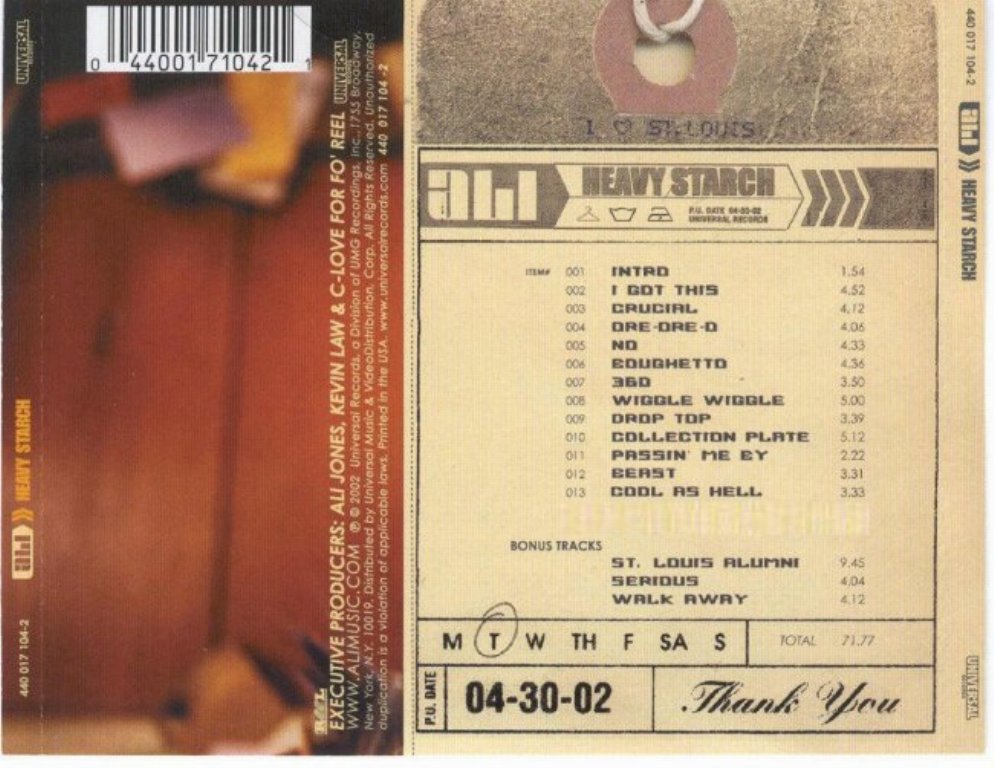 UNIVERSAL
HEAVY STARCH
ali
440 017 104-2
0 44001 71042 1
EXECUTIVE PRODUCERS: ALI JONES, KEVIN LAW & C-LOVE FOR FO' REEL UNIVERSAL
WWW.ALIMUSIC.COM ℗ © 2002 Universal Records, a Division of UMG Recordings, Inc., 1755 Broadway,
New York, N.Y. 10019. Distributed by Universal Music & VideoDistribution, Corp. All Rights Reserved. Unauthorized
duplication is a violation of applicable laws. Printed in the USA. www.universalrecords.com 440 017 104-2
I ♡ ST. LOUIS
ali HEAVY STARCH
P.U. DATE 04-30-02
UNIVERSAL RECORDS
ITEM# 001 INTRO 1.54
002 I GOT THIS 4.52
003 CRUCIAL 4.12
004 ORE-ORE-O 4.06
005 NO 4.33
006 BOUGHETTO 4.36
007 360 3.50
008 WIGGLE WIGGLE 5.00
009 DROP TOP 3.39
010 COLLECTION PLATE 5.12
011 PASSIN' ME BY 2.22
012 BEAST 3.31
013 COOL AS HELL 3.33
BONUS TRACKS
ST. LOUIS ALUMNI 9.45
SERIOUS 4.04
WALK AWAY 4.12
M T W TH F SA S TOTAL 71.77
P.U. DATE 04-30-02 Thank You
440 017 104-2
ali HEAVY STARCH
UNIVERSAL